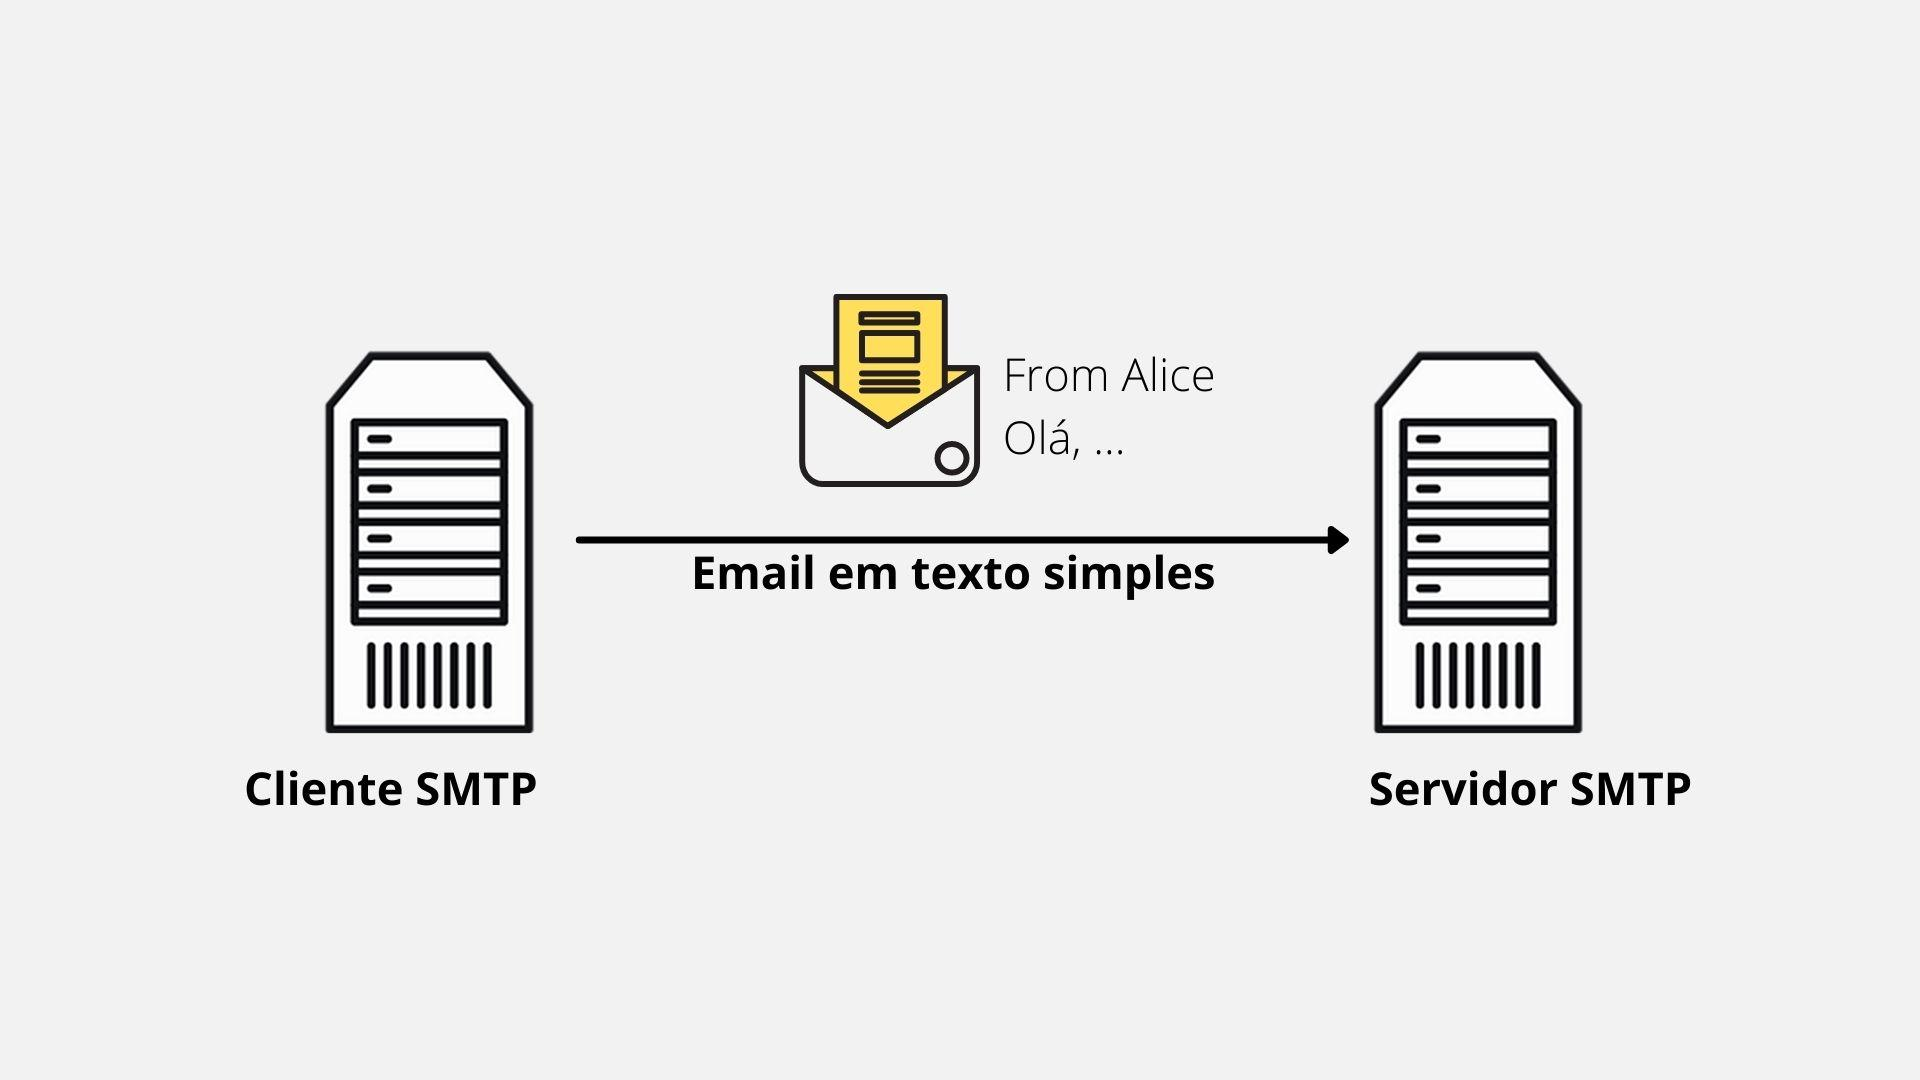 From Alice
Olá, ...
Email em texto simples
Cliente SMTP
Servidor SMTP